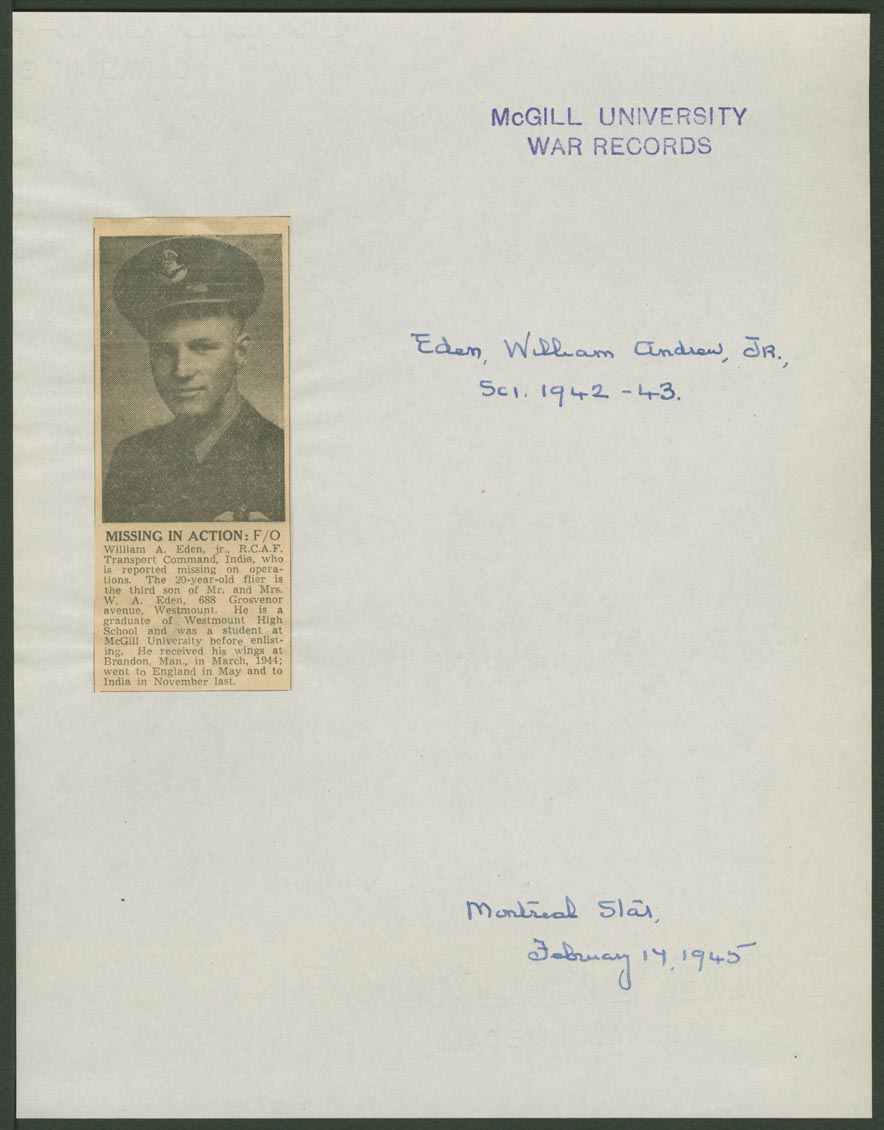 McGILL UNIVERSITY
WAR RECORDS
Eden, William Andrew, JR.,
Sci. 1942-43.
MISSING IN ACTION: F/O
William A. Eden, jr., R.C.A.F.
Transport Command, India, who
is reported missing on opera-
tions. The 20-year-old flier is
the third son of Mr. and Mrs.
W. A. Eden, 688 Grosvenor
avenue, Westmount. He is a
graduate of Westmount High
School and was a student at
McGill University before enlist-
ing. He received his wings at
Brandon, Man., in March, 1944;
went to England in May and to
India in November last.
Montreal Star,
February 14, 1945